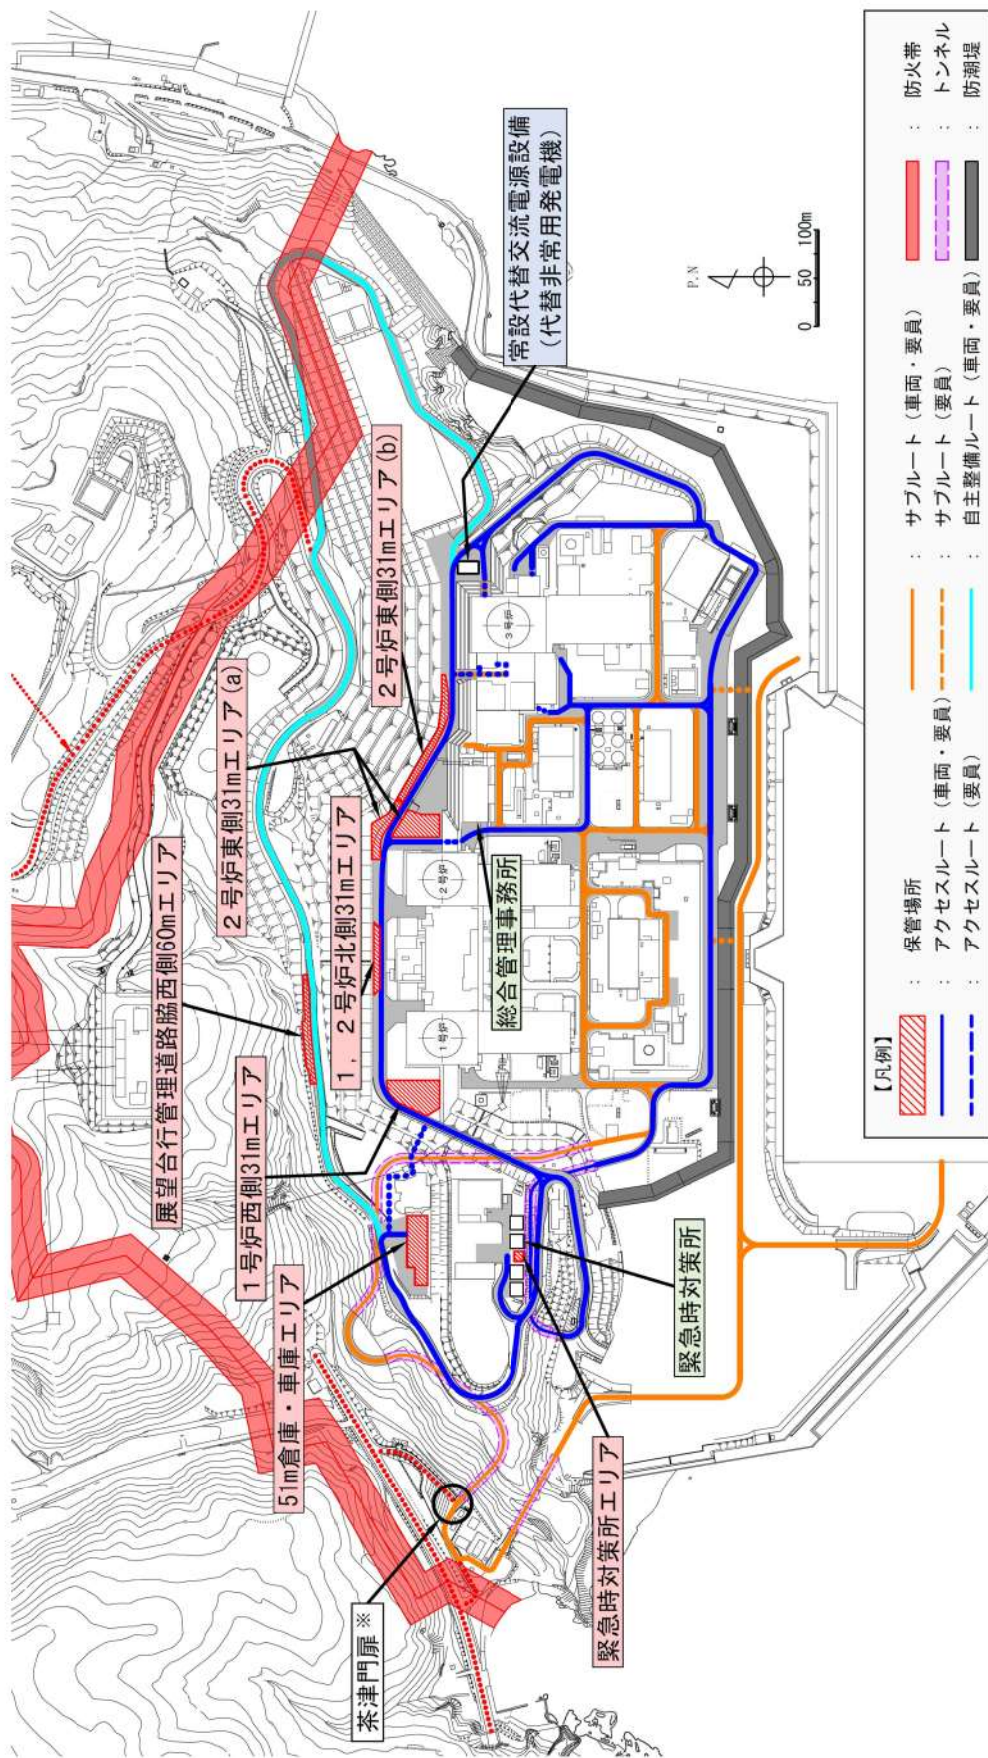 茶津門扉※
51m倉庫・車庫エリア
1号炉西側31mエリア
展望台行管理道路脇西側60mエリア
2号炉東側31mエリア(a)
1，2号炉北側31mエリア
2号炉東側31mエリア(b)
常設代替交流電源設備
(代替非常用発電機)
総合管理事務所
緊急時対策所
緊急時対策所エリア
1号炉
2号炉
3号炉
P.N
0 50 100m
【凡例】
： 保管場所
： アクセスルート（車両・要員）
： アクセスルート（要員）
： サブルート（車両・要員）
： サブルート（要員）
： 自主整備ルート（車両・要員）
： 防火帯
： トンネル
： 防潮堤